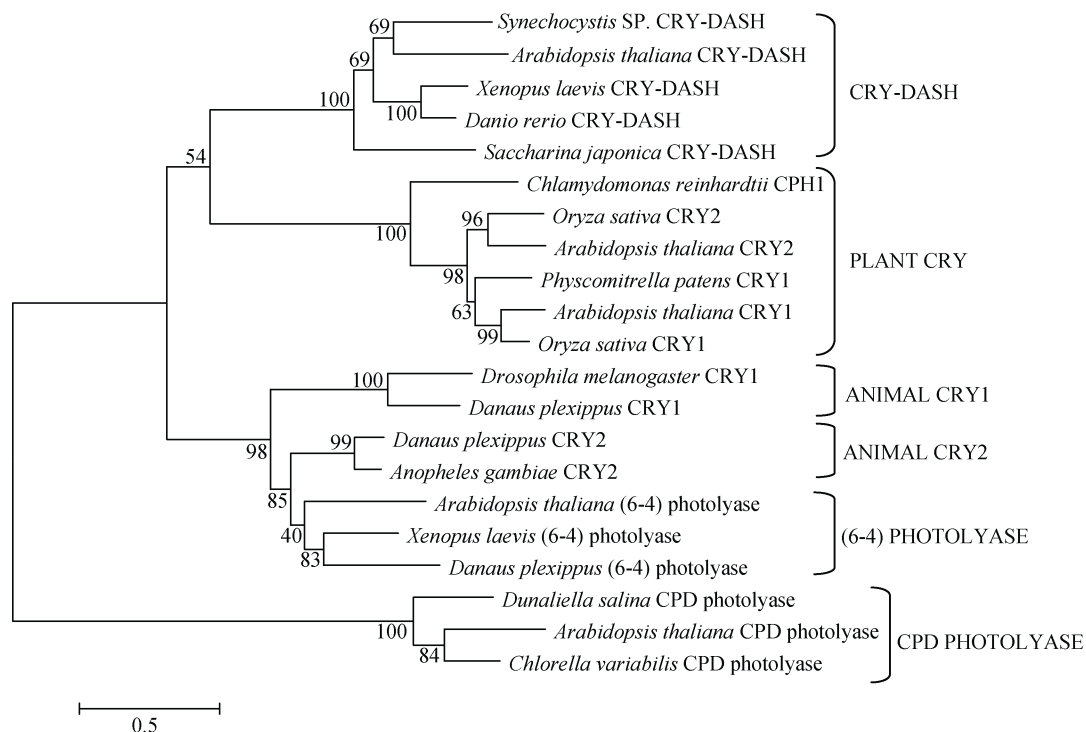 Synechocystis SP. CRY-DASH
69
Arabidopsis thaliana CRY-DASH
69
Xenopus laevis CRY-DASH
CRY-DASH
100
100
Danio rerio CRY-DASH
Saccharina japonica CRY-DASH
54
Chlamydomonas reinhardtii CPH1
96
Oryza sativa CRY2
100
Arabidopsis thaliana CRY2
PLANT CRY
98
Physcomitrella patens CRY1
63
Arabidopsis thaliana CRY1
99
Oryza sativa CRY1
100
Drosophila melanogaster CRY1
ANIMAL CRY1
Danaus plexippus CRY1
99
Danaus plexippus CRY2
98
ANIMAL CRY2
Anopheles gambiae CRY2
85
Arabidopsis thaliana (6-4) photolyase
40
Xenopus laevis (6-4) photolyase
(6-4) PHOTOLYASE
83
Danaus plexippus (6-4) photolyase
Dunaliella salina CPD photolyase
100
Arabidopsis thaliana CPD photolyase
CPD PHOTOLYASE
84
Chlorella variabilis CPD photolyase
0.5